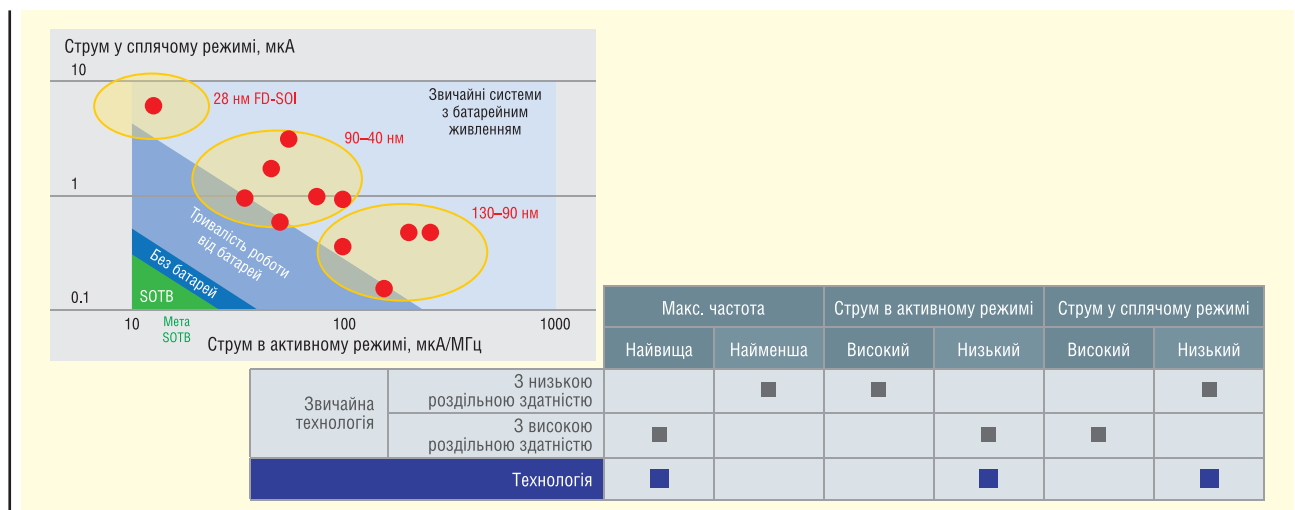 Струм у сплячому режимі, мкА
10
28 нм FD-SOI
Звичайні системи
з батарейним
живленням
90–40 нм
1
130–90 нм
Тривалість роботи
від батарей
Без батарей
SOTB
0.1
10
100
1000
Мета
SOTB
Струм в активному режимі, мкА/МГц
Макс. частота
Струм в активному режимі
Струм у сплячому режимі
Найвища
Найменша
Високий
Низький
Високий
Низький
Звичайна
технологія
З низькою
роздільною здатністю
З високою
роздільною здатністю
Технологія